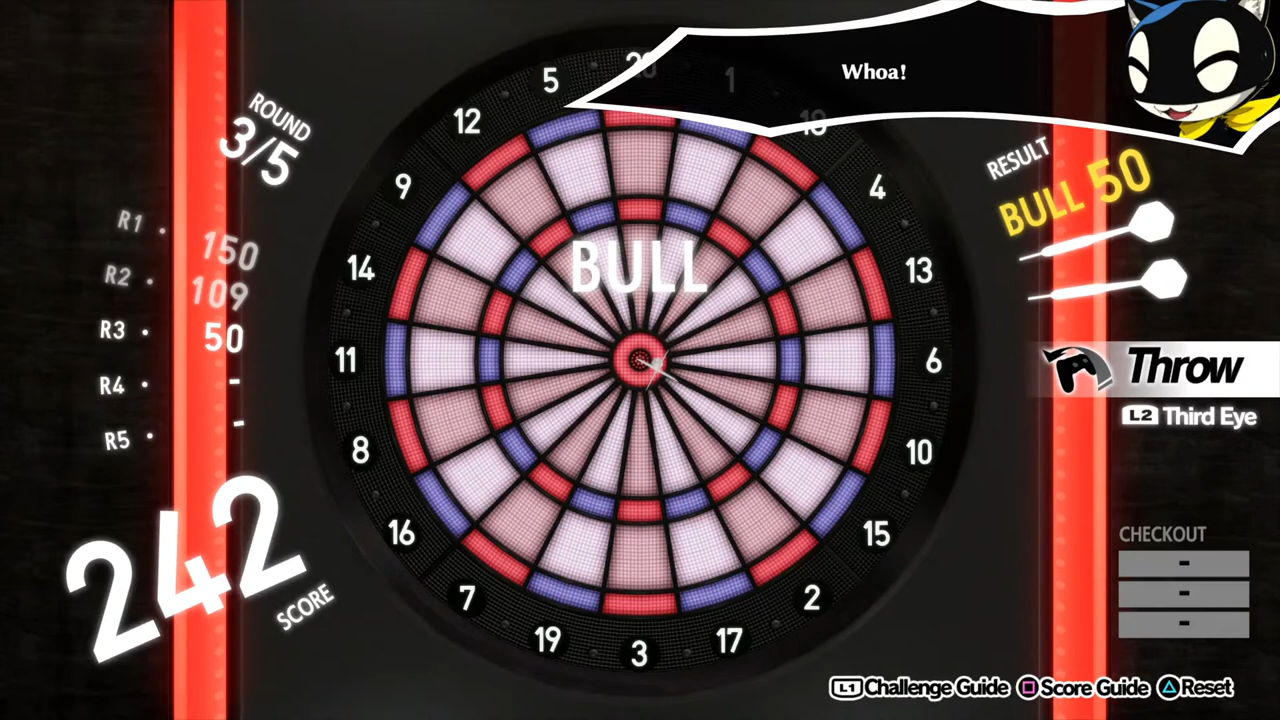 Whoa!
ROUND
3/5
R1 150
R2 109
R3 50
R4 -
R5 -
242
SCORE
20
1
18
4
13
6
10
15
2
17
3
19
7
16
8
11
14
9
12
5
BULL
RESULT
BULL 50
Throw
L2 Third Eye
CHECKOUT
-
-
-
L1 Challenge Guide Score Guide Reset